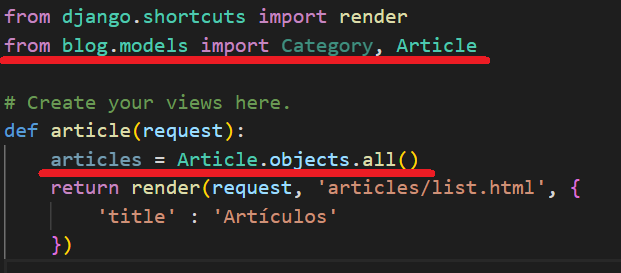 from django.shortcuts import render
from blog.models import Category, Article
# Create your views here.
def article(request):
articles = Article.objects.all()
return render(request, 'articles/list.html', {
'title' : 'Artículos'
})